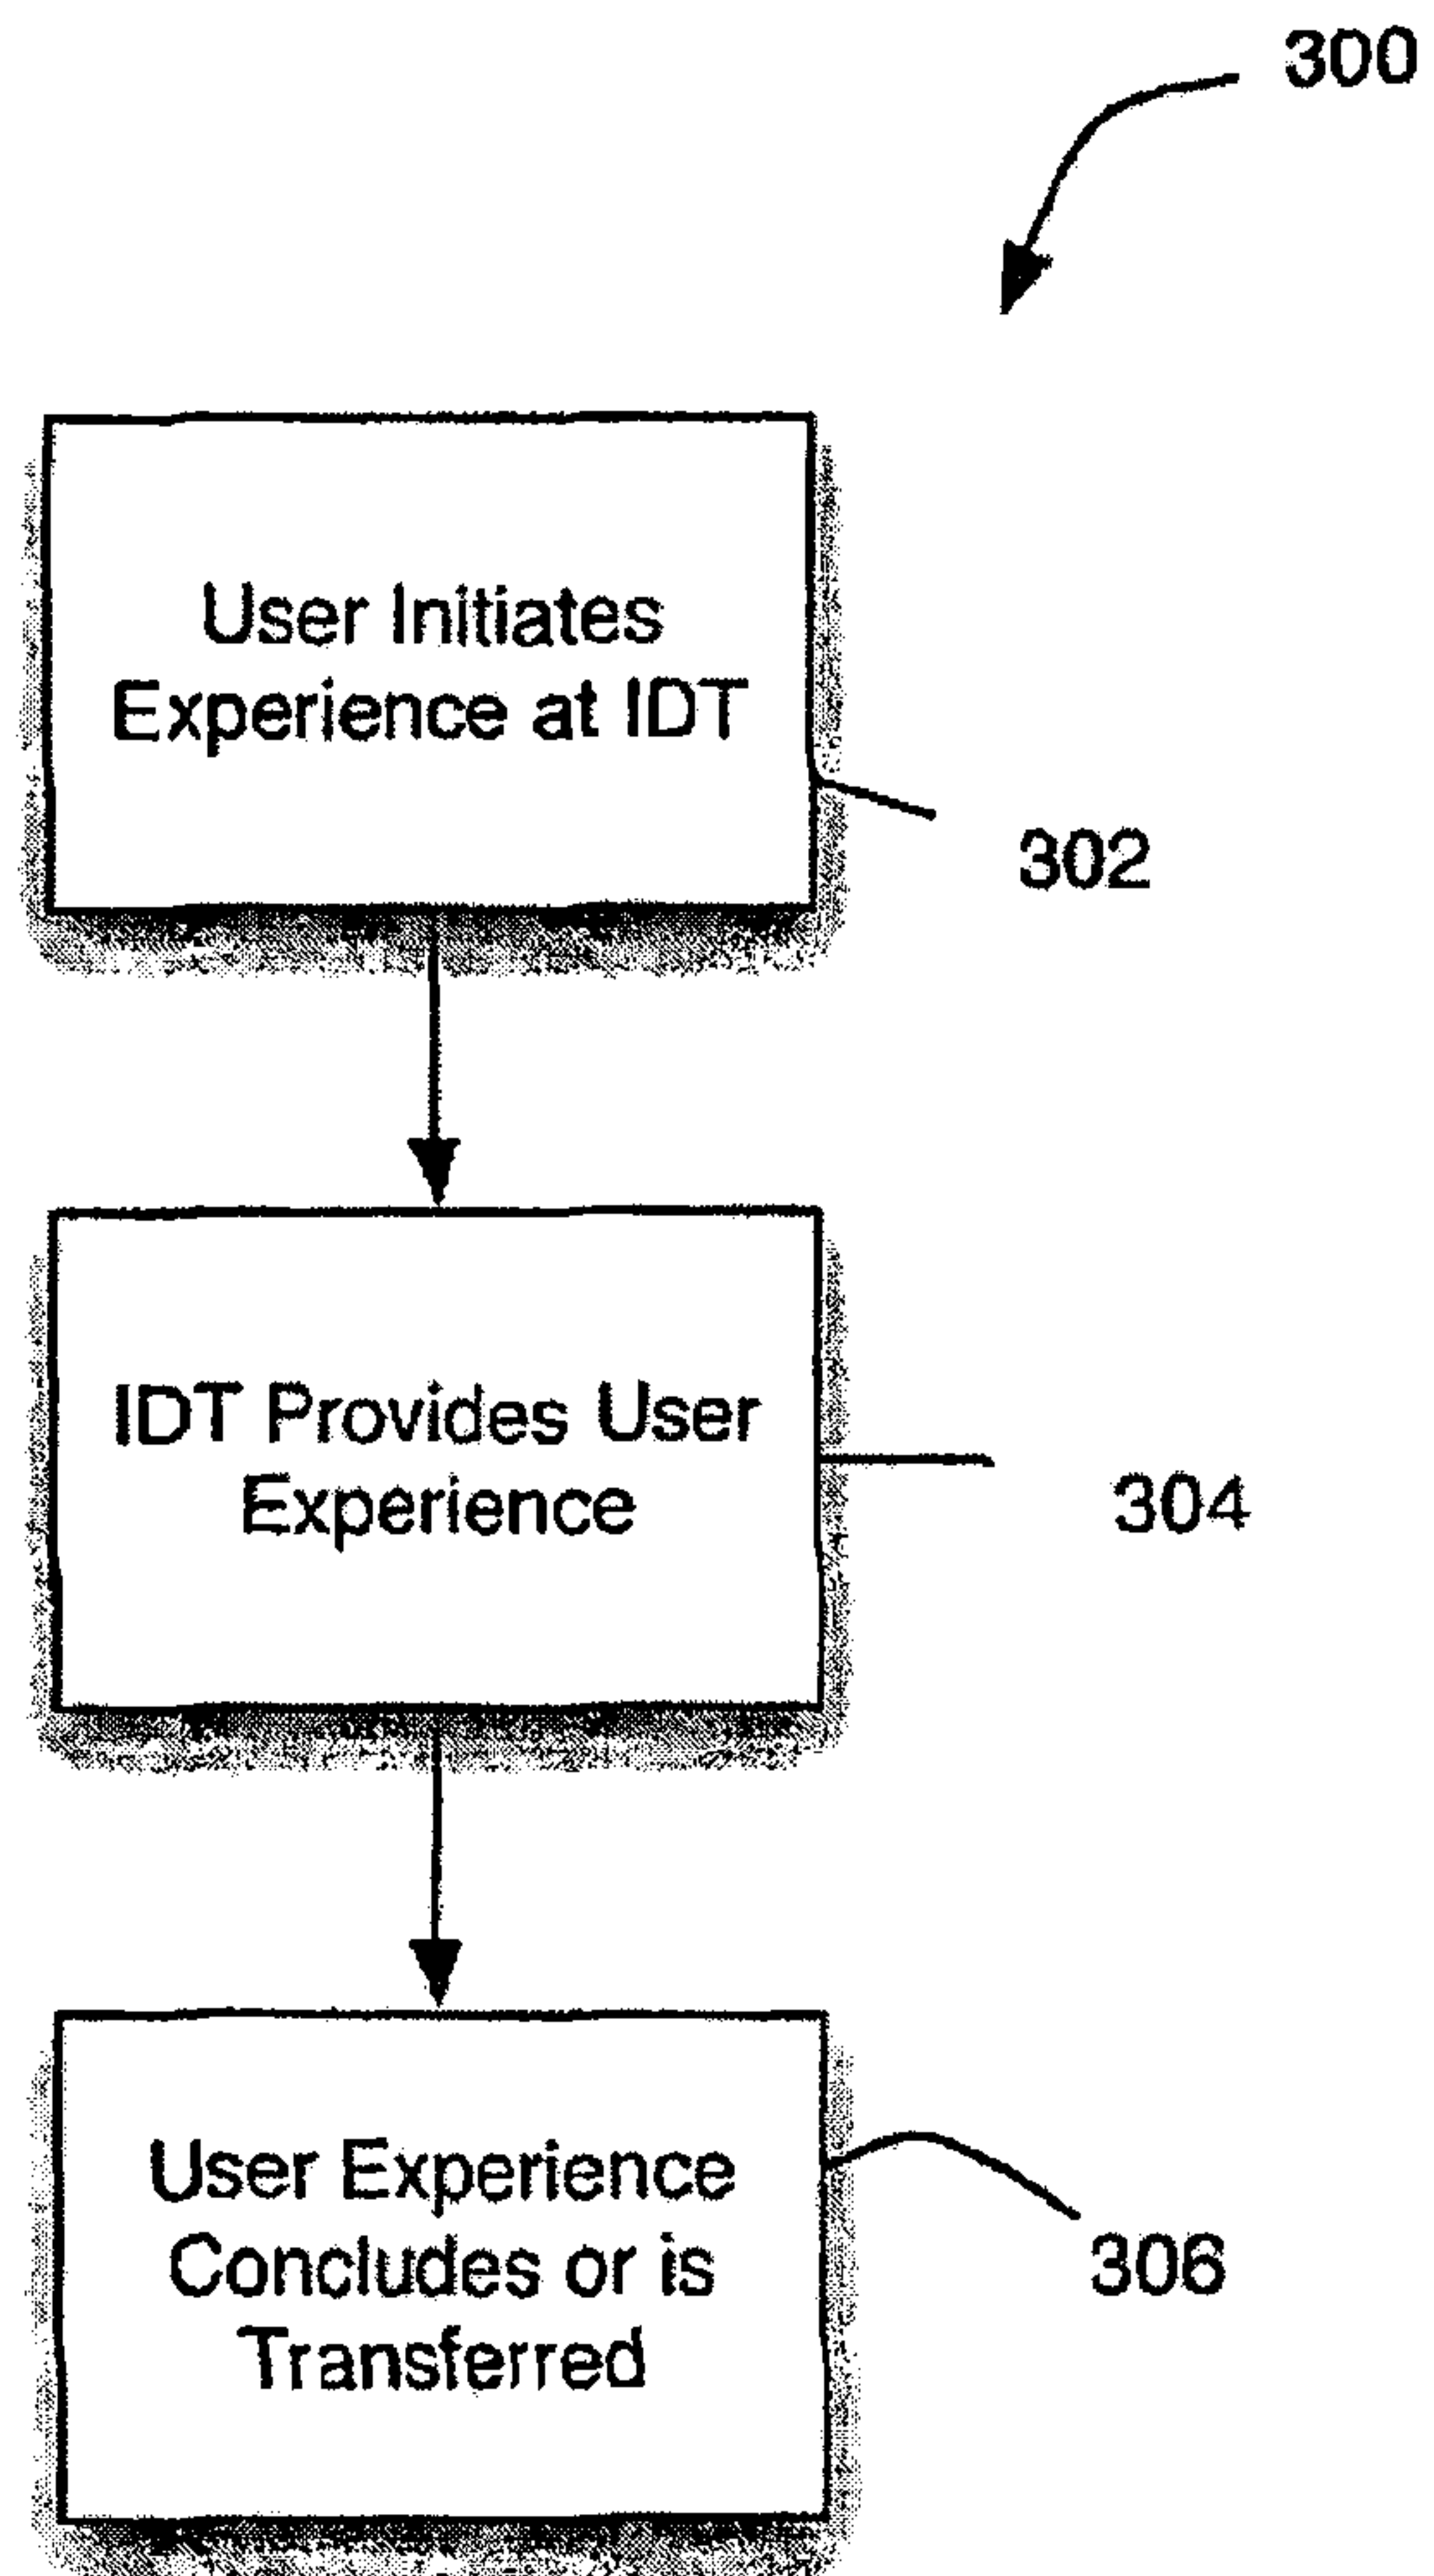 300
User Initiates
Experience at IDT
302
IDT Provides User
Experience
304
User Experience
Concludes or is
Transferred
306